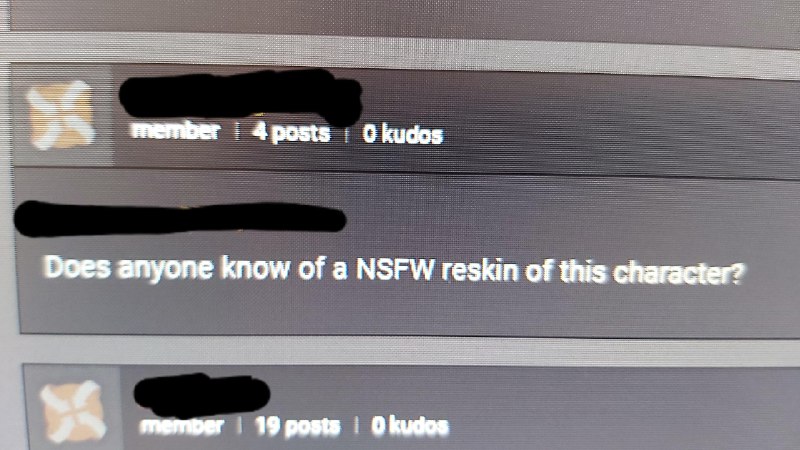 member | 4 posts | 0 kudos
Does anyone know of a NSFW reskin of this character?
member | 19 posts | 0 kudos